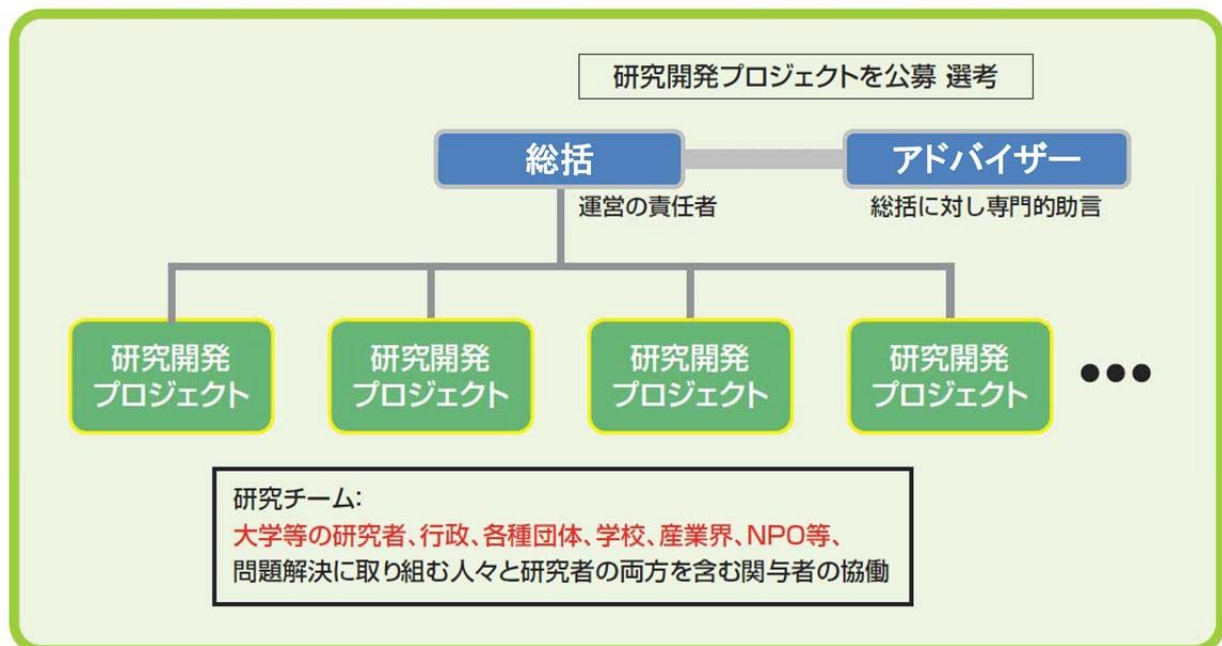 研究開発プロジェクトを公募 選考
総括
アドバイザー
運営の責任者
総括に対し専門的助言
研究開発
プロジェクト
研究開発
プロジェクト
研究開発
プロジェクト
研究開発
プロジェクト
●●●
研究チーム:
大学等の研究者、行政、各種団体、学校、産業界、NPO等、
問題解決に取り組む人々と研究者の両方を含む関与者の協働